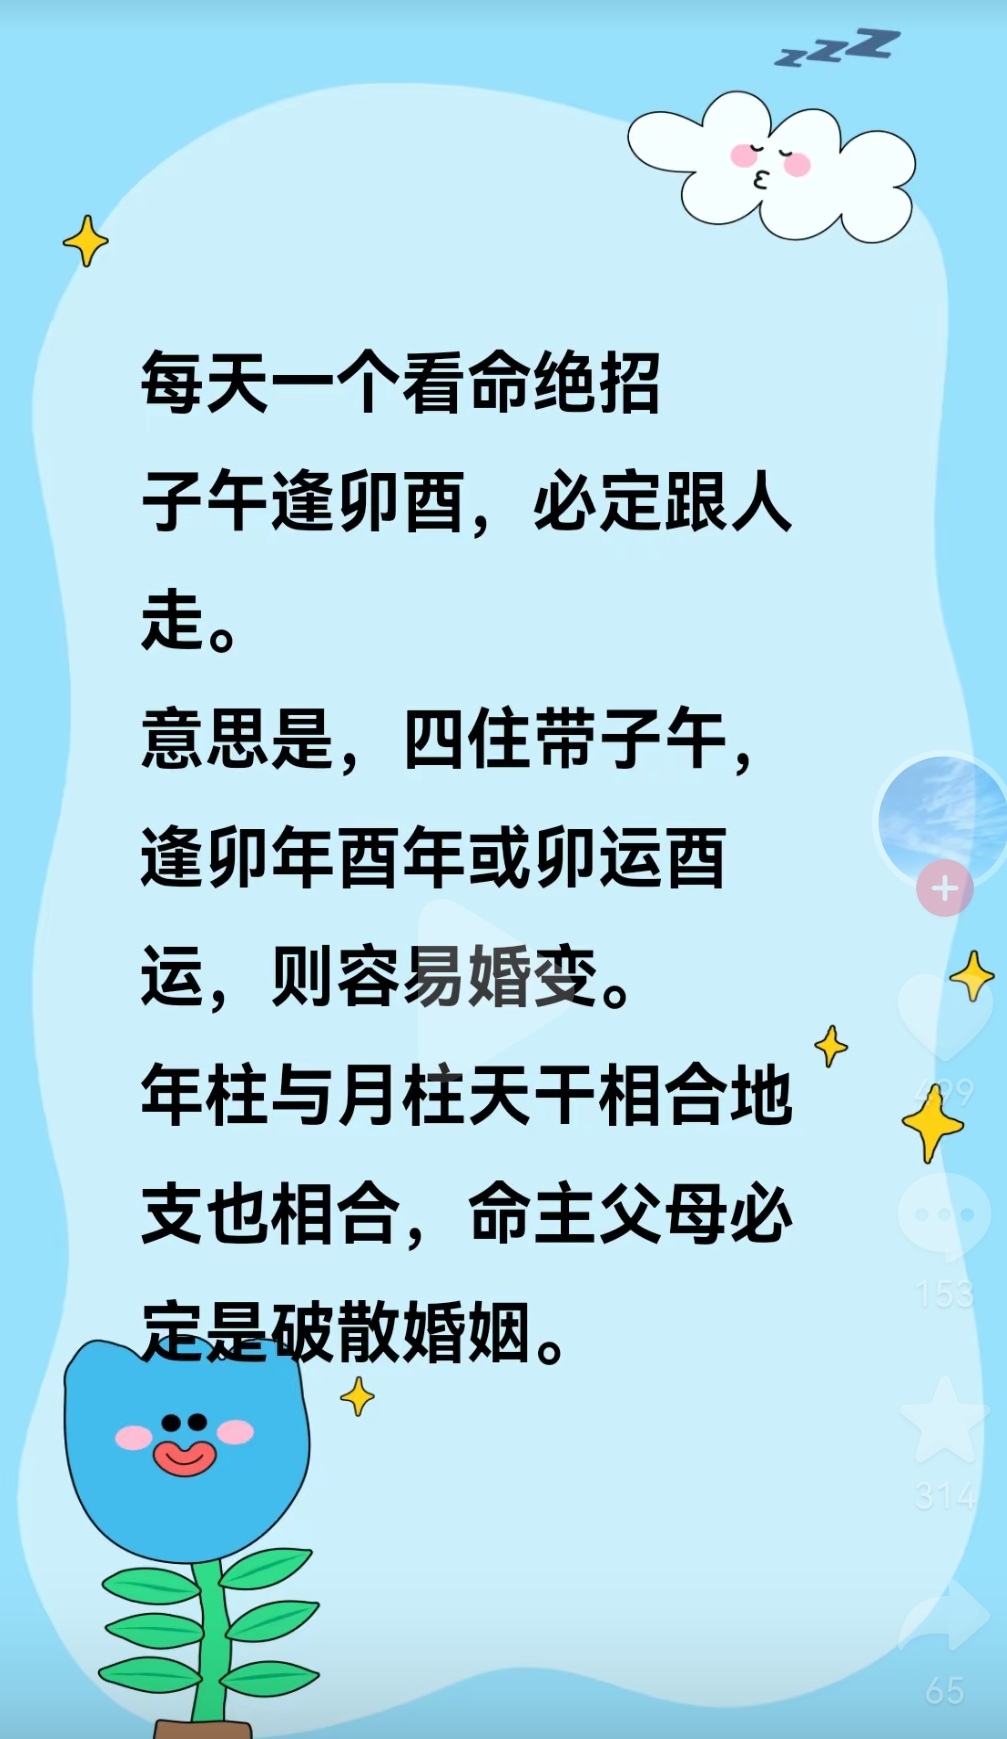 zzz
每天一个看命绝招
子午逢卯酉，必定跟人
走。
意思是，四住带子午，
逢卯年酉年或卯运酉
运，则容易婚变。
年柱与月柱天干相合地
支也相合，命主父母必
定是破散婚姻。
499
153
314
65